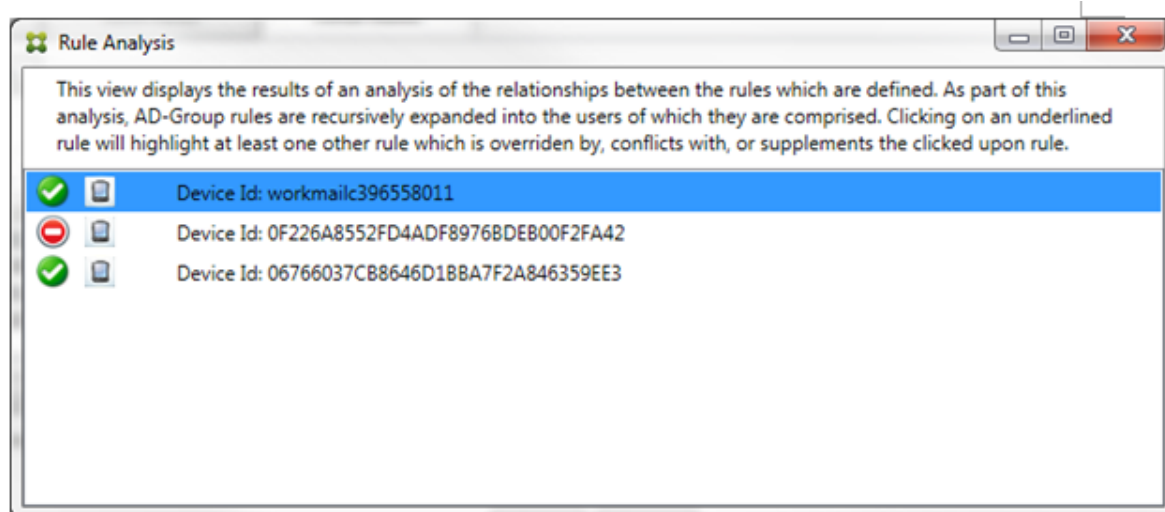 Rule Analysis
This view displays the results of an analysis of the relationships between the rules which are defined. As part of this
analysis, AD-Group rules are recursively expanded into the users of which they are comprised. Clicking on an underlined
rule will highlight at least one other rule which is overriden by, conflicts with, or supplements the clicked upon rule.
Device Id: workmailc396558011
Device Id: 0F226A8552FD4ADF8976BDEB00F2FA42
Device Id: 06766037CB8646D1BBA7F2A846359EE3